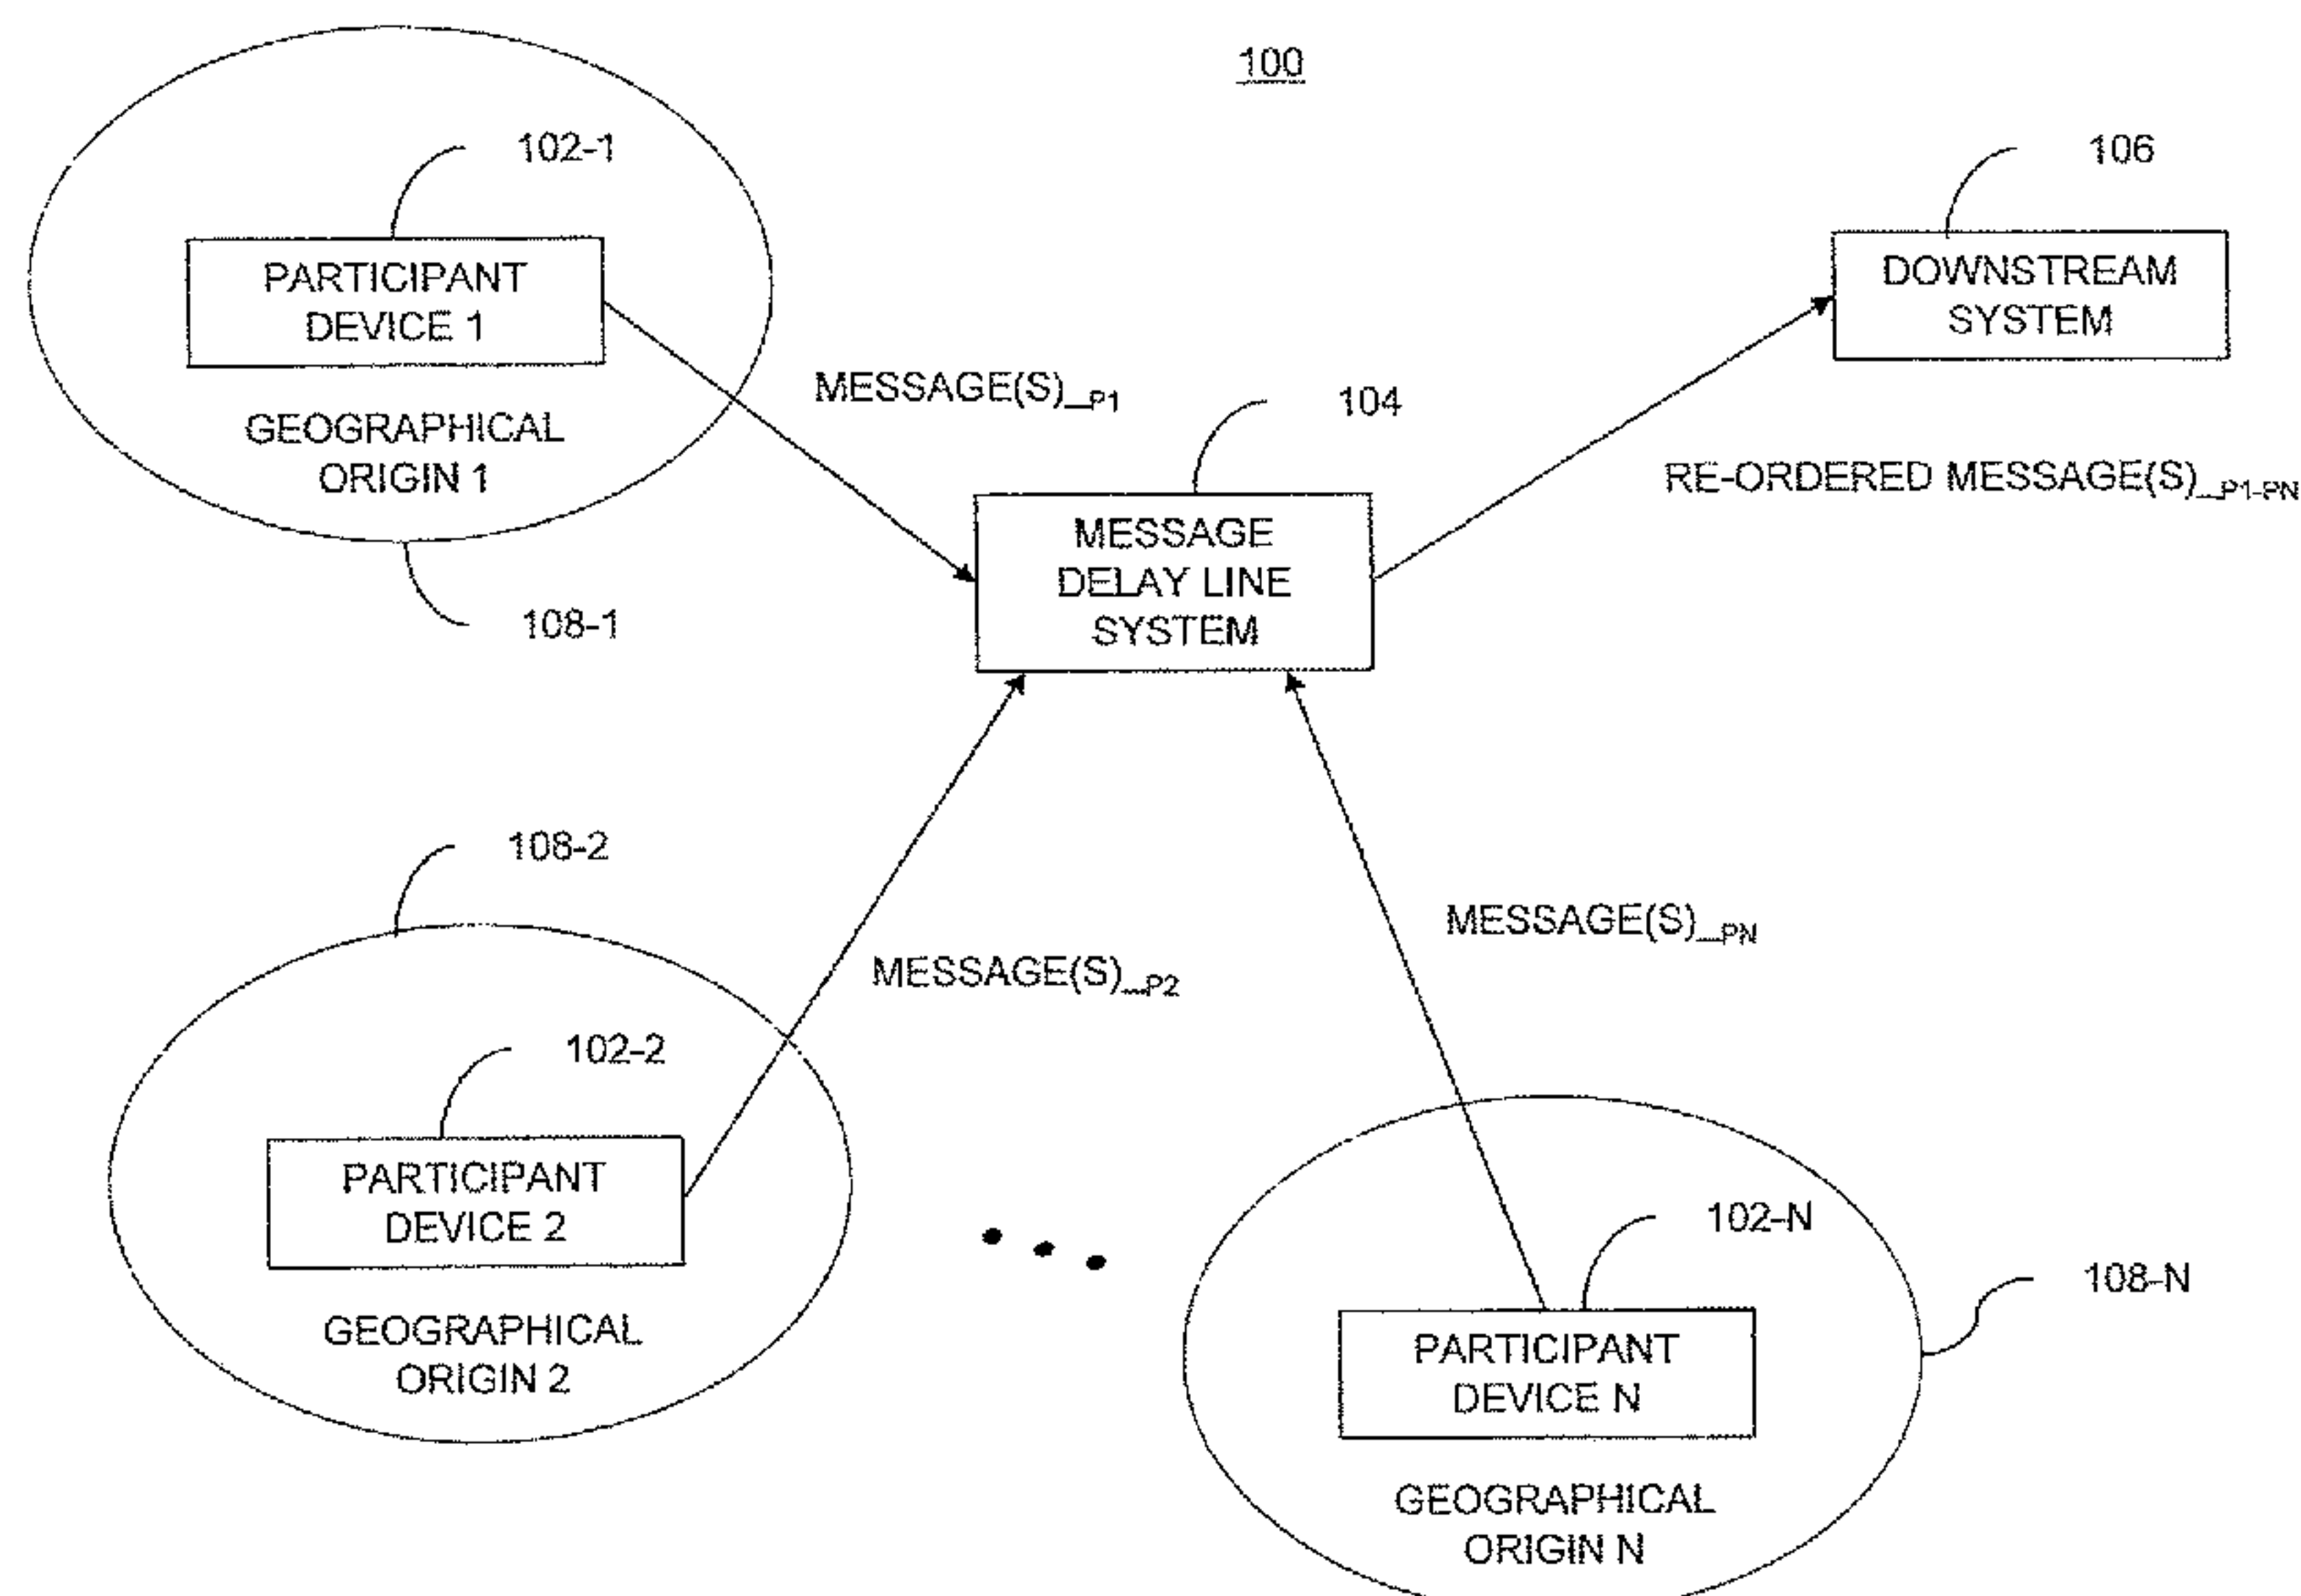 100
102-1
PARTICIPANT
DEVICE 1
GEOGRAPHICAL
ORIGIN 1
108-1
MESSAGE(S)_P1
104
MESSAGE
DELAY LINE
SYSTEM
106
DOWNSTREAM
SYSTEM
RE-ORDERED MESSAGE(S)_P1-PN
108-2
102-2
PARTICIPANT
DEVICE 2
GEOGRAPHICAL
ORIGIN 2
MESSAGE(S)_P2
MESSAGE(S)_PN
102-N
PARTICIPANT
DEVICE N
GEOGRAPHICAL
ORIGIN N
108-N